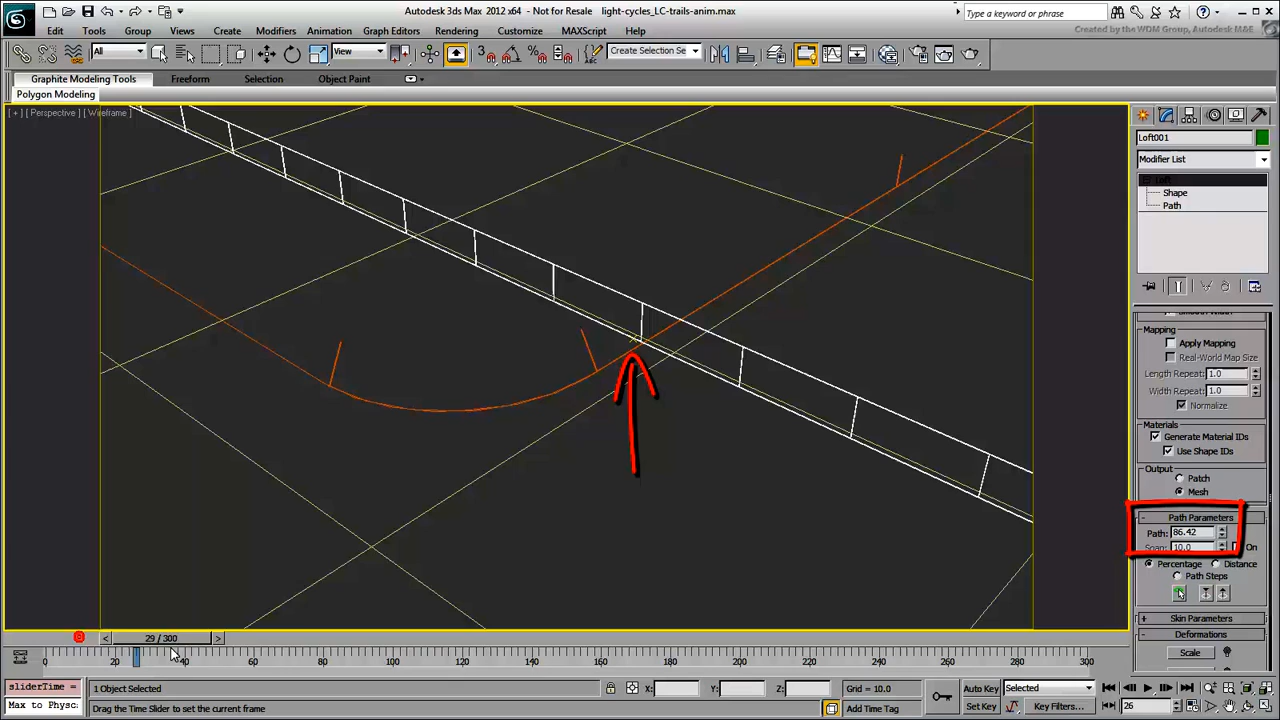 Autodesk 3ds Max 2012 x64 - Not for Resale light-cycles_LC-trails-anim.max
Type a keyword or phrase
Edit Tools Group Views Create Modifiers Animation Graph Editors Rendering Customize MAXScript Help
Created by the WDM Group, Autodesk M&E
All View Create Selection Se
Graphite Modeling Tools Freeform Selection Object Paint
Polygon Modeling
[ + ] [ Perspective ] [ Wireframe ]
Loft001
Modifier List
Loft
Shape
Path
Smooth Width
Mapping
Apply Mapping
Real-World Map Size
Length Repeat: 1.0
Width Repeat: 1.0
Normalize
Materials
Generate Material IDs
Use Shape IDs
Output
Patch
Mesh
- Path Parameters
Path: 86.42
Snap: 10.0 On
Percentage Distance
Path Steps
+ Skin Parameters
- Deformations
Scale
< 29 / 300 >
0 20 40 60 80 100 120 140 160 180 200 220 240 260 280 300
sliderTime = 1 Object Selected X: Y: Z: Grid = 10.0 Auto Key Selected
Max to Physc Drag the Time Slider to set the current frame Add Time Tag Set Key Key Filters... 26